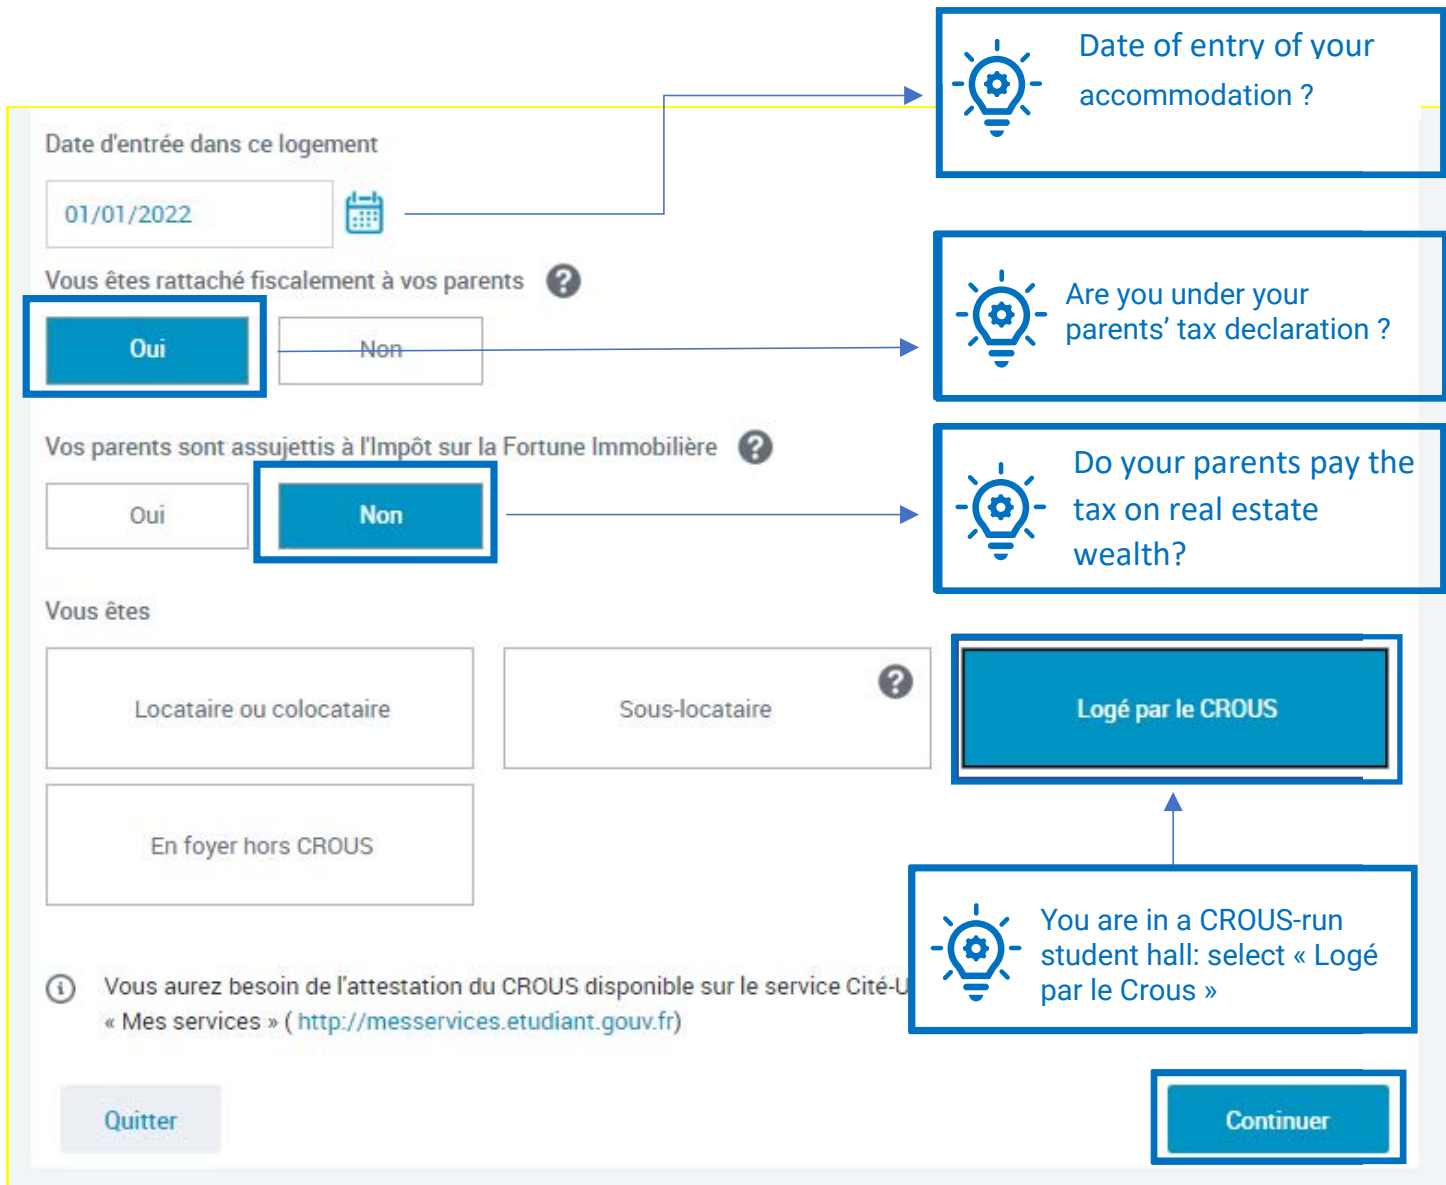 Date of entry of your
accommodation ?
Date d'entrée dans ce logement
01/01/2022
Vous êtes rattaché fiscalement à vos parents ?
Oui
Non
Are you under your
parents’ tax declaration ?
Vos parents sont assujettis à l'Impôt sur la Fortune Immobilière ?
Oui
Non
Do your parents pay the
tax on real estate
wealth?
Vous êtes
Locataire ou colocataire
Sous-locataire ?
Logé par le CROUS
En foyer hors CROUS
You are in a CROUS-run
student hall: select « Logé
par le Crous »
i Vous aurez besoin de l'attestation du CROUS disponible sur le service Cité-U
« Mes services » ( http://messervices.etudiant.gouv.fr)
Quitter
Continuer